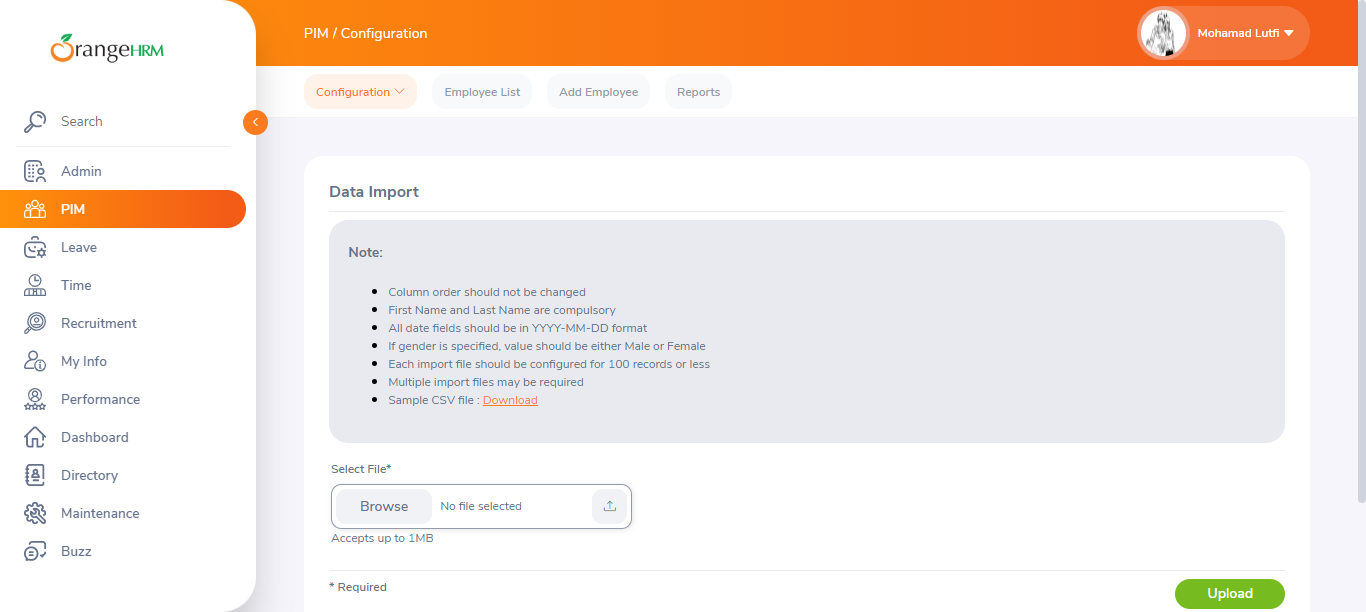 OrangeHRM
Search
Admin
PIM
Leave
Time
Recruitment
My Info
Performance
Dashboard
Directory
Maintenance
Buzz
PIM / Configuration
Mohamad Lutfi
Configuration
Employee List
Add Employee
Reports
Data Import
Note:
Column order should not be changed
First Name and Last Name are compulsory
All date fields should be in YYYY-MM-DD format
If gender is specified, value should be either Male or Female
Each import file should be configured for 100 records or less
Multiple import files may be required
Sample CSV file : Download
Select File*
Browse No file selected
Accepts up to 1MB
* Required
Upload